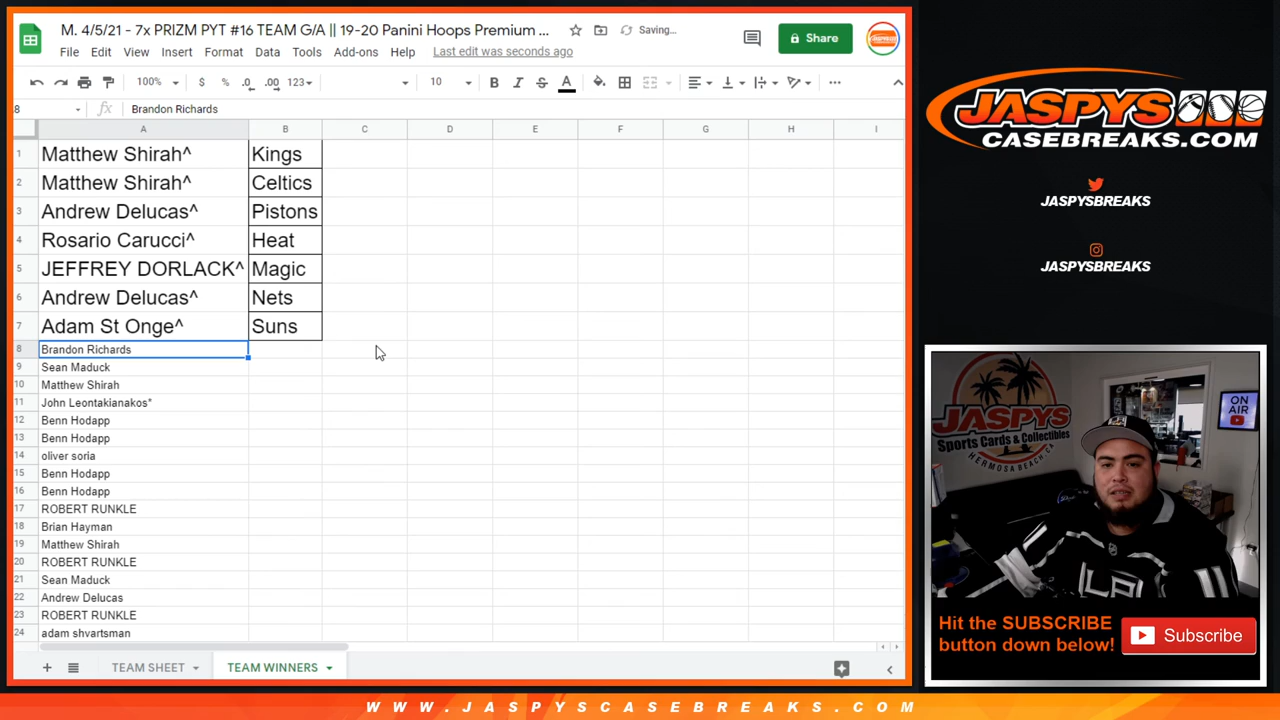 M. 4/5/21 - 7x PRIZM PYT #16 TEAM G/A || 19-20 Panini Hoops Premium ...
Saving...
Share
File Edit View Insert Format Data Tools Add-ons Help Last edit was seconds ago
100% $ % .0 .00 123 10 B I S A
8 fx Brandon Richards
A B C D E F G H I
1 Matthew Shirah^ Kings
2 Matthew Shirah^ Celtics
3 Andrew Delucas^ Pistons
4 Rosario Carucci^ Heat
5 JEFFREY DORLACK^ Magic
6 Andrew Delucas^ Nets
7 Adam St Onge^ Suns
8 Brandon Richards
9 Sean Maduck
10 Matthew Shirah
11 John Leontakianakos*
12 Benn Hodapp
13 Benn Hodapp
14 oliver soria
15 Benn Hodapp
16 Benn Hodapp
17 ROBERT RUNKLE
18 Brian Hayman
19 Matthew Shirah
20 ROBERT RUNKLE
21 Sean Maduck
22 Andrew Delucas
23 ROBERT RUNKLE
24 adam shvartsman
TEAM SHEET TEAM WINNERS
JASPYS
CASEBREAKS.COM
JASPYSBREAKS
JASPYSBREAKS
JASPYS
Sports Cards & Collectibles
HERMOSA BEACH CA
ON
AIR
LA
11
Hit the SUBSCRIBE
button down below!
Subscribe
WWW.JASPYSCASEBREAKS.COM